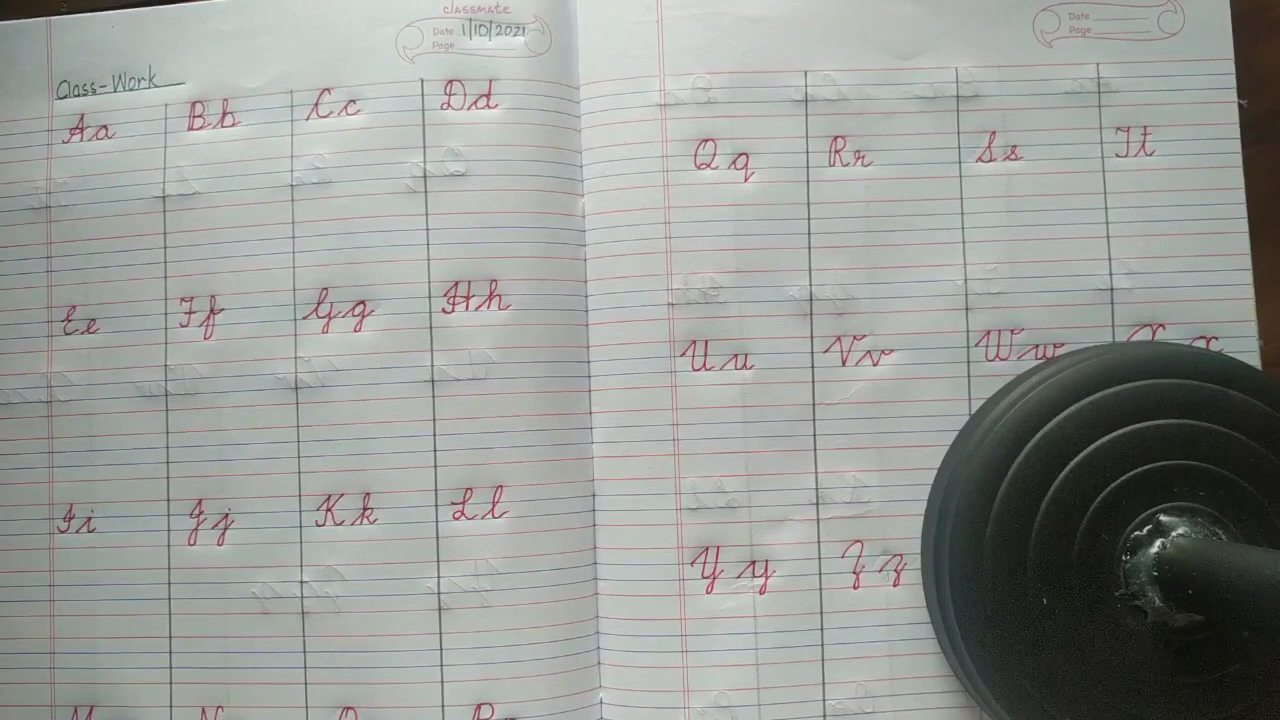 classmate
Date 1/10/2021
Page
Class-Work
Aa Bb Cc Dd
Ee Ff Gg Hh
Ii Jj Kk Ll
Date
Page
Qq Rr Ss Tt
Uu Vv Ww Xx
Yy Zz